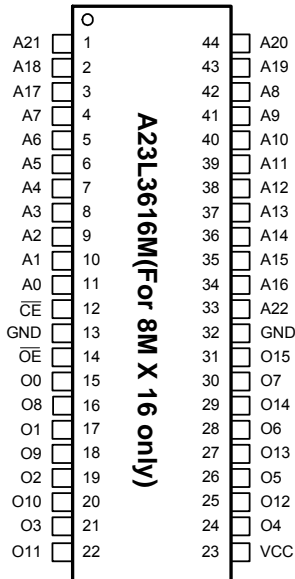 A21 1 44 A20
A18 2 43 A19
A17 3 42 A8
A7 4 41 A9
A6 5 40 A10
A5 6 39 A11
A4 7 38 A12
A3 8 37 A13
A2 9 36 A14
A1 10 35 A15
A0 11 34 A16
CE 12 33 A22
GND 13 32 GND
OE 14 31 O15
O0 15 30 O7
O8 16 29 O14
O1 17 28 O6
O9 18 27 O13
O2 19 26 O5
O10 20 25 O12
O3 21 24 O4
O11 22 23 VCC
A23L3616M(For 8M X 16 only)